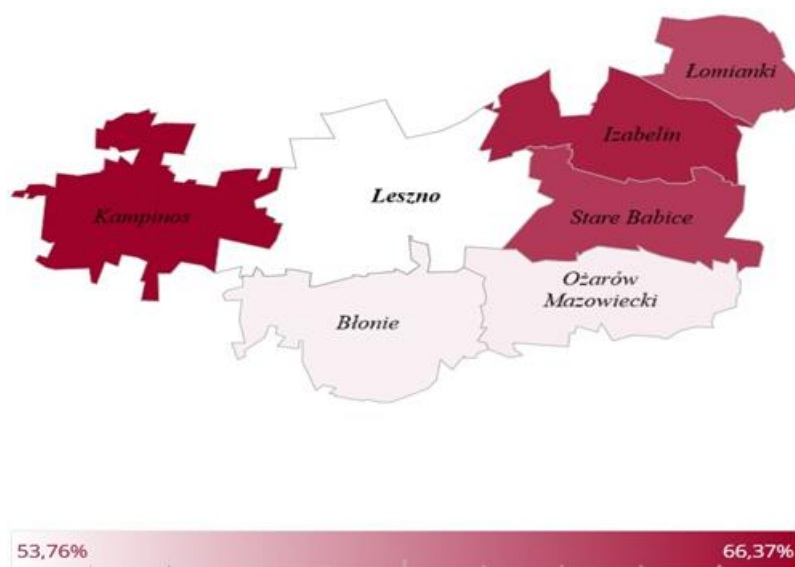 Łomianki
Izabelin
Kampinos
Leszno
Stare Babice
Ożarów
Mazowiecki
Błonie
53,76%
66,37%